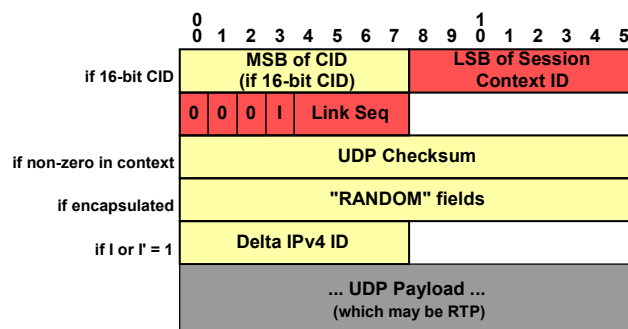 0 1
0 1 2 3 4 5 6 7 8 9 0 1 2 3 4 5
if 16-bit CID MSB of CID LSB of Session
(if 16-bit CID) Context ID
0 0 0 I Link Seq
if non-zero in context UDP Checksum
if encapsulated "RANDOM" fields
if I or I' = 1 Delta IPv4 ID
... UDP Payload ...
(which may be RTP)